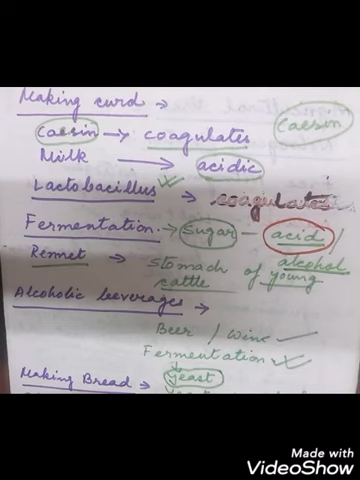 Making curd →
Caesin → coagulates
Caesin
Milk → acidic
Lactobacillus → coagulates
Fermentation → Sugar – acid /
alcohol
Rennet → stomach of young
cattle
Alcoholic beverages →
Beer / Wine
Fermentation
Making Bread → Yeast
Made with
VideoShow